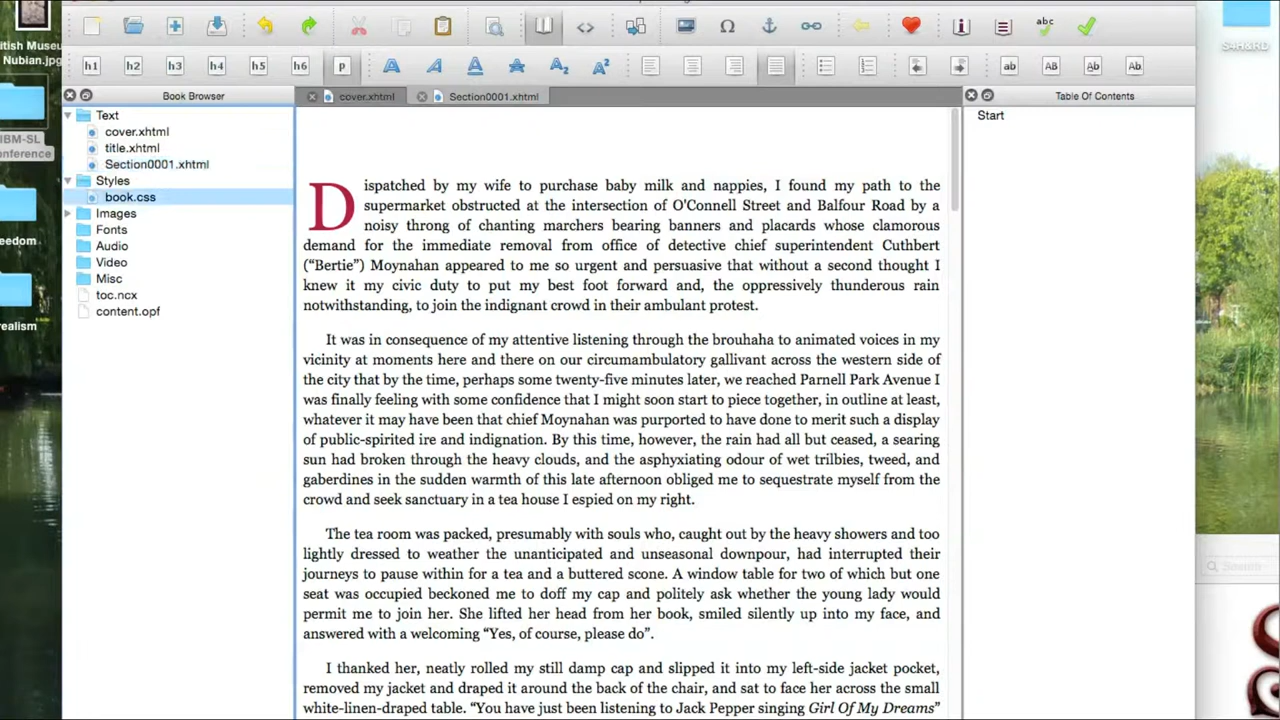 itish Museu
Nubian.jpg
IBM-SL
onference
eedom
realism
S4H&RD
Search
abc
h1 h2 h3 h4 h5 h6 p A A A A A2 A2 ab AB Ab Ab
Book Browser
Text
cover.xhtml
title.xhtml
Section0001.xhtml
Styles
book.css
Images
Fonts
Audio
Video
Misc
toc.ncx
content.opf
cover.xhtml
Section0001.xhtml
Dispatched by my wife to purchase baby milk and nappies, I found my path to the
supermarket obstructed at the intersection of O'Connell Street and Balfour Road by a
noisy throng of chanting marchers bearing banners and placards whose clamorous
demand for the immediate removal from office of detective chief superintendent Cuthbert
(“Bertie”) Moynahan appeared to me so urgent and persuasive that without a second thought I
knew it my civic duty to put my best foot forward and, the oppressively thunderous rain
notwithstanding, to join the indignant crowd in their ambulant protest.
It was in consequence of my attentive listening through the brouhaha to animated voices in my
vicinity at moments here and there on our circumambulatory gallivant across the western side of
the city that by the time, perhaps some twenty-five minutes later, we reached Parnell Park Avenue I
was finally feeling with some confidence that I might soon start to piece together, in outline at least,
whatever it may have been that chief Moynahan was purported to have done to merit such a display
of public-spirited ire and indignation. By this time, however, the rain had all but ceased, a searing
sun had broken through the heavy clouds, and the asphyxiating odour of wet trilbies, tweed, and
gaberdines in the sudden warmth of this late afternoon obliged me to sequestrate myself from the
crowd and seek sanctuary in a tea house I espied on my right.
The tea room was packed, presumably with souls who, caught out by the heavy showers and too
lightly dressed to weather the unanticipated and unseasonal downpour, had interrupted their
journeys to pause within for a tea and a buttered scone. A window table for two of which but one
seat was occupied beckoned me to doff my cap and politely ask whether the young lady would
permit me to join her. She lifted her head from her book, smiled silently up into my face, and
answered with a welcoming “Yes, of course, please do”.
I thanked her, neatly rolled my still damp cap and slipped it into my left-side jacket pocket,
removed my jacket and draped it around the back of the chair, and sat to face her across the small
white-linen-draped table. “You have just been listening to Jack Pepper singing Girl Of My Dreams”
Table Of Contents
Start